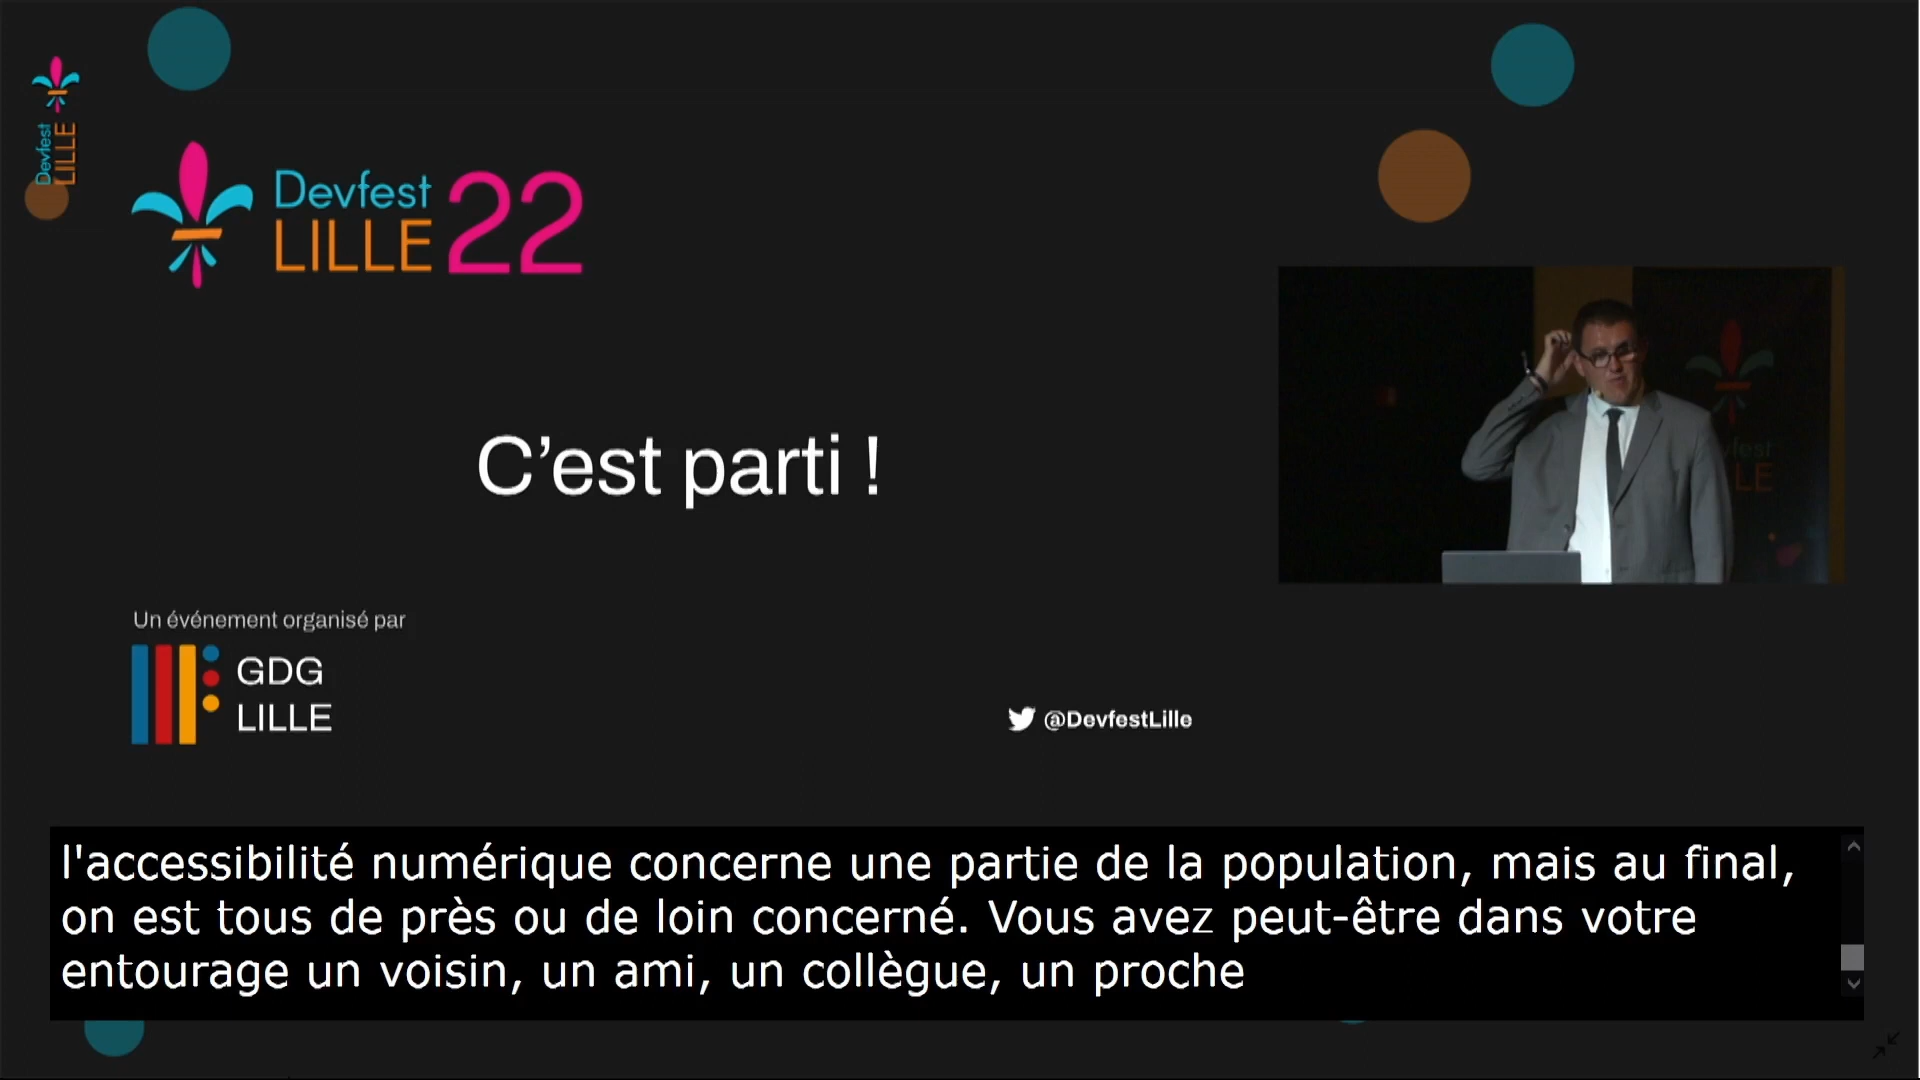 Devfest
LILLE
Devfest
LILLE
22
C'est parti !
Un événement organisé par
GDG
LILLE
@DevfestLille
LE
l'accessibilité numérique concerne une partie de la population, mais au final,
on est tous de près ou de loin concerné. Vous avez peut-être dans votre
entourage un voisin, un ami, un collègue, un proche